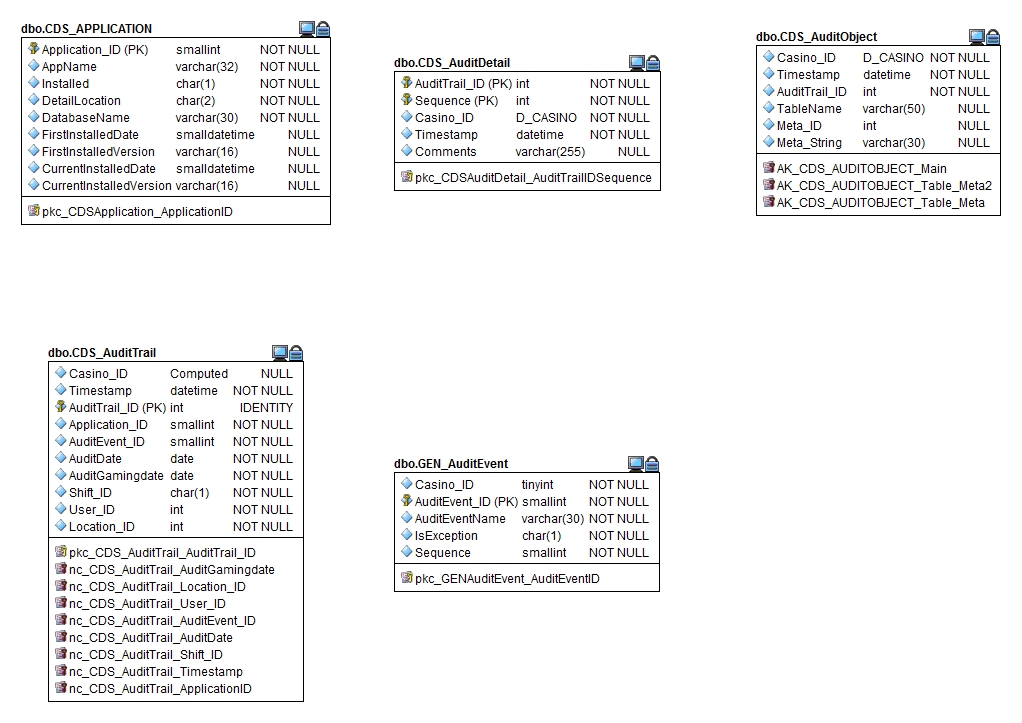 dbo.CDS_APPLICATION
Application_ID (PK) smallint NOT NULL
AppName varchar(32) NOT NULL
Installed char(1) NOT NULL
DetailLocation char(2) NOT NULL
DatabaseName varchar(30) NOT NULL
FirstInstalledDate smalldatetime NULL
FirstInstalledVersion varchar(16) NULL
CurrentInstalledDate smalldatetime NULL
CurrentInstalledVersion varchar(16) NULL
pkc_CDSApplication_ApplicationID
dbo.CDS_AuditDetail
AuditTrail_ID (PK) int NOT NULL
Sequence (PK) int NOT NULL
Casino_ID D_CASINO NOT NULL
Timestamp datetime NOT NULL
Comments varchar(255) NULL
pkc_CDSAuditDetail_AuditTrailIDSequence
dbo.CDS_AuditObject
Casino_ID D_CASINO NOT NULL
Timestamp datetime NOT NULL
AuditTrail_ID int NOT NULL
TableName varchar(50) NULL
Meta_ID int NULL
Meta_String varchar(30) NULL
AK_CDS_AUDITOBJECT_Main
AK_CDS_AUDITOBJECT_Table_Meta2
AK_CDS_AUDITOBJECT_Table_Meta
dbo.CDS_AuditTrail
Casino_ID Computed NULL
Timestamp datetime NOT NULL
AuditTrail_ID (PK) int IDENTITY
Application_ID smallint NOT NULL
AuditEvent_ID smallint NOT NULL
AuditDate date NOT NULL
AuditGamingdate date NOT NULL
Shift_ID char(1) NOT NULL
User_ID int NOT NULL
Location_ID int NOT NULL
pkc_CDS_AuditTrail_AuditTrail_ID
nc_CDS_AuditTrail_AuditGamingdate
nc_CDS_AuditTrail_Location_ID
nc_CDS_AuditTrail_User_ID
nc_CDS_AuditTrail_AuditEvent_ID
nc_CDS_AuditTrail_AuditDate
nc_CDS_AuditTrail_Shift_ID
nc_CDS_AuditTrail_Timestamp
nc_CDS_AuditTrail_ApplicationID
dbo.GEN_AuditEvent
Casino_ID tinyint NOT NULL
AuditEvent_ID (PK) smallint NOT NULL
AuditEventName varchar(30) NOT NULL
IsException char(1) NOT NULL
Sequence smallint NOT NULL
pkc_GENAuditEvent_AuditEventID